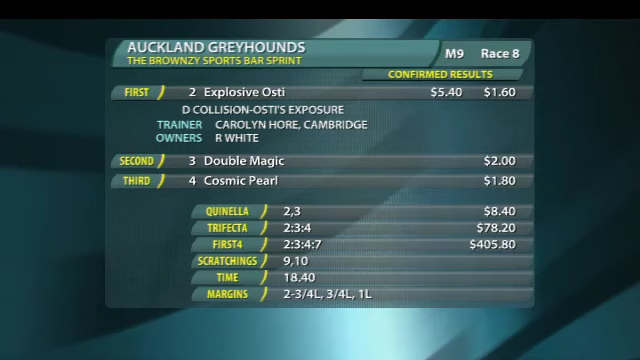 AUCKLAND GREYHOUNDS M9 Race 8
THE BROWNZY SPORTS BAR SPRINT
CONFIRMED RESULTS
FIRST 2 Explosive Osti $5.40 $1.60
D COLLISION-OSTI'S EXPOSURE
TRAINER CAROLYN HORE, CAMBRIDGE
OWNERS R WHITE
SECOND 3 Double Magic $2.00
THIRD 4 Cosmic Pearl $1.80
QUINELLA 2,3 $8.40
TRIFECTA 2:3:4 $78.20
FIRST4 2:3:4:7 $405.80
SCRATCHINGS 9,10
TIME 18.40
MARGINS 2-3/4L, 3/4L, 1L